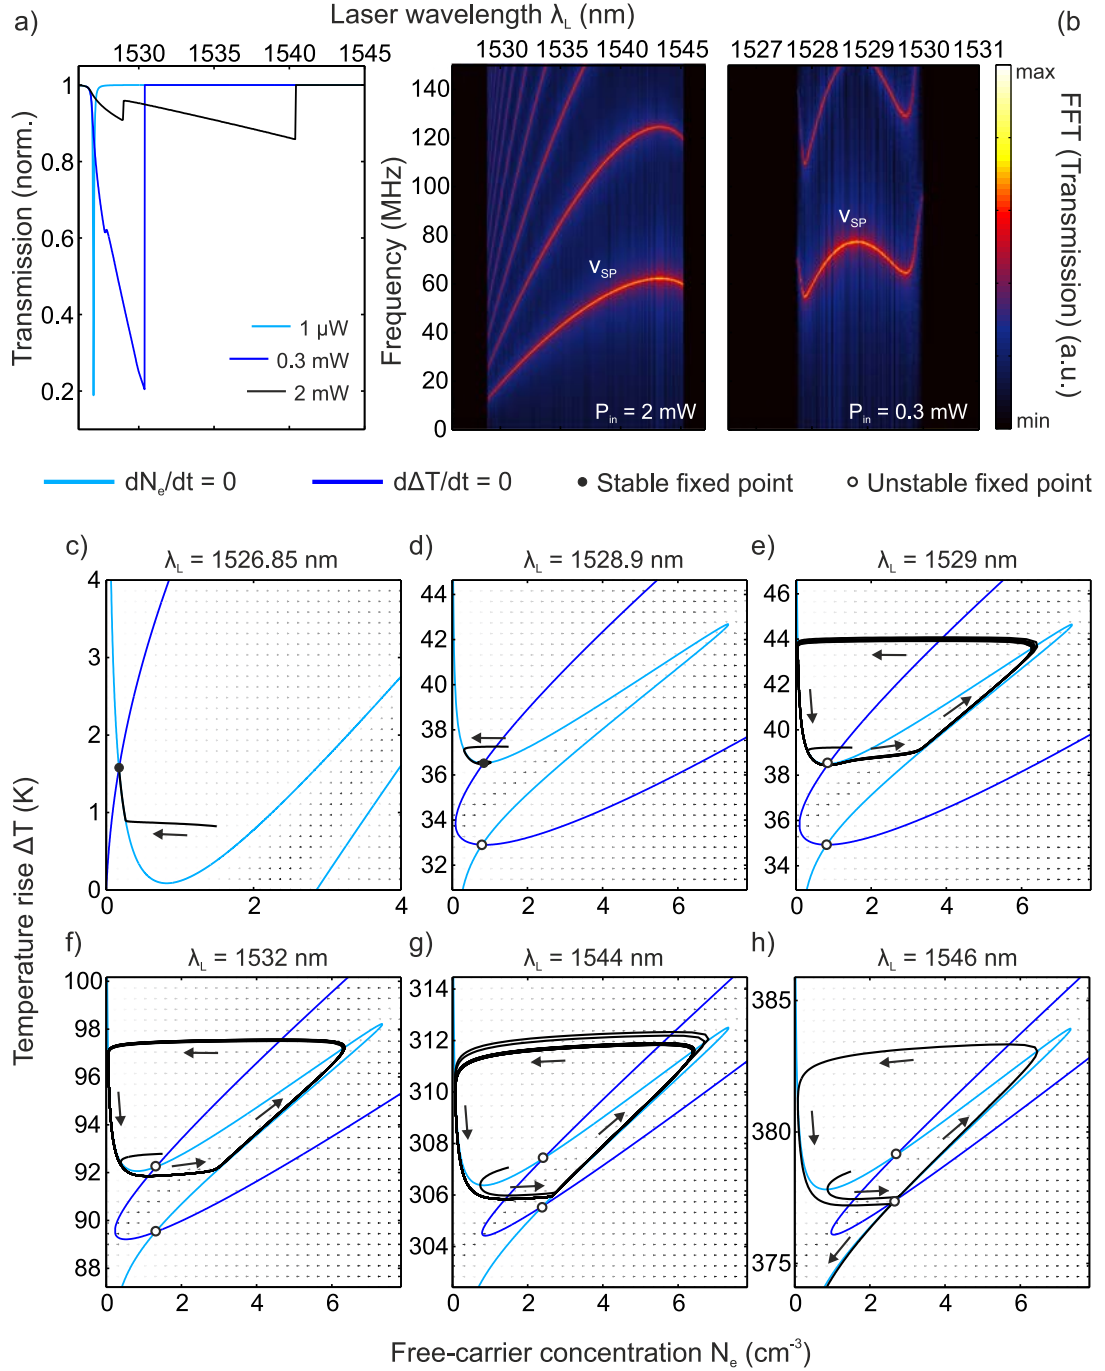 Laser wavelength λL (nm)
a)
(b
1530 1535 1540 1545
1530 1535 1542 1545
1527 1528 1529 1530 1531
Transmission (norm.)
1
0.8
0.6
0.4
0.2
1 μW
0.3 mW
2 mW
Frequency (MHz)
140
120
100
80
60
40
20
0
νSP
Pin = 2 mW
νSP
Pin = 0.3 mW
max
min
FFT (Transmission) (a.u.)
dNe/dt = 0
dΔT/dt = 0
Stable fixed point
Unstable fixed point
Temperature rise ΔT (K)
c)
λL = 1526.85 nm
4
3
2
1
0
0 2 4
d)
λL = 1528.9 nm
44
42
40
38
36
34
32
0 2 4 6
e)
λL = 1529 nm
46
44
42
40
38
36
34
0 2 4 6
f)
λL = 1532 nm
100
98
96
94
92
90
88
0 2 4 6
g)
λL = 1544 nm
314
312
310
308
306
304
0 2 4 6
h)
λL = 1546 nm
385
380
375
0 2 4 6
Free-carrier concentration Ne (cm-3)